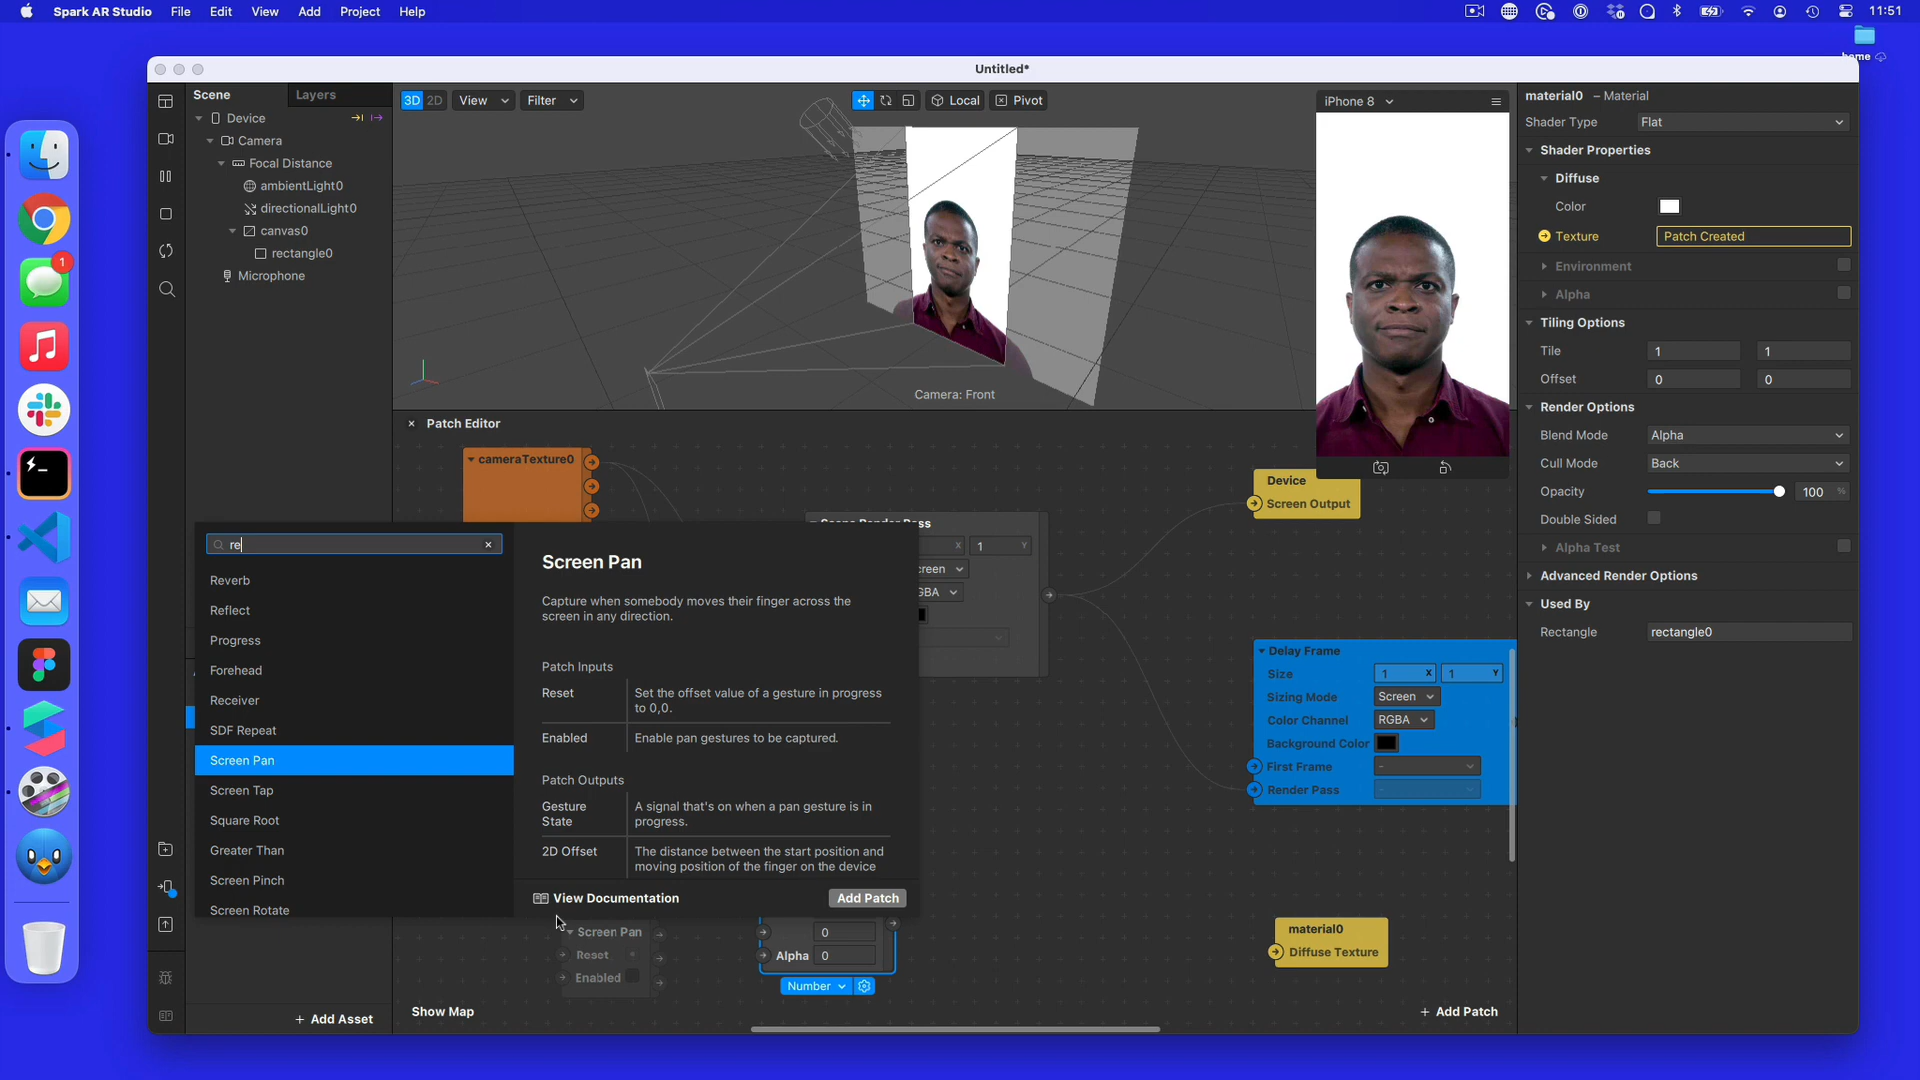 Spark AR Studio File Edit View Add Project Help
11:51
home
Untitled*
Scene Layers
Device
Camera
Focal Distance
ambientLight0
directionalLight0
canvas0
rectangle0
Microphone
3D 2D View Filter
Local Pivot
iPhone 8
Camera: Front
material0 – Material
Shader Type Flat
Shader Properties
Diffuse
Color
Texture Patch Created
Environment
Alpha
Tiling Options
Tile 1 1
Offset 0 0
Render Options
Blend Mode Alpha
Cull Mode Back
Opacity 100 %
Double Sided
Alpha Test
Advanced Render Options
Used By
Rectangle rectangle0
Patch Editor
cameraTexture0
Device
Screen Output
X 1 Y
re
Reverb
Reflect
Progress
Forehead
Receiver
SDF Repeat
Screen Pan
Screen Tap
Square Root
Greater Than
Screen Pinch
Screen Rotate
Screen Pan
Capture when somebody moves their finger across the
screen in any direction.
Patch Inputs
Reset Set the offset value of a gesture in progress
to 0,0.
Enabled Enable pan gestures to be captured.
Patch Outputs
Gesture
State
A signal that's on when a pan gesture is in
progress.
2D Offset The distance between the start position and
moving position of the finger on the device
View Documentation Add Patch
Delay Frame
Size 1 X 1 Y
Sizing Mode Screen
Color Channel RGBA
Background Color
First Frame -
Render Pass -
Screen Pan
Reset
Enabled
0
Alpha 0
Number
material0
Diffuse Texture
+ Add Asset
Show Map
+ Add Patch
1